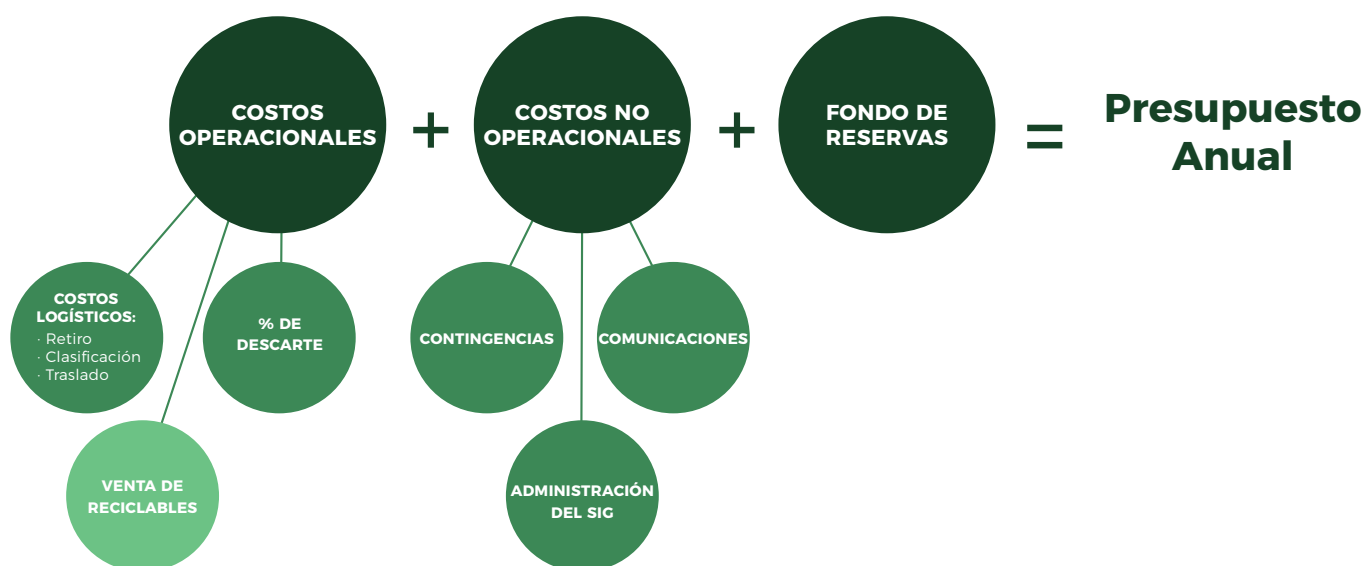 COSTOS
OPERACIONALES
+
COSTOS NO
OPERACIONALES
+
FONDO DE
RESERVAS
=
Presupuesto
Anual
COSTOS
LOGÍSTICOS:
· Retiro
· Clasificación
· Traslado
% DE
DESCARTE
CONTINGENCIAS
COMUNICACIONES
VENTA DE
RECICLABLES
ADMINISTRACIÓN
DEL SIG